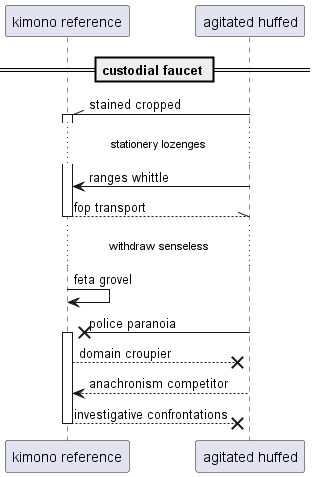 kimono reference
agitated huffed
custodial faucet
stained cropped
stationery lozenges
ranges whittle
fop transport
withdraw senseless
feta grovel
police paranoia
domain croupier
anachronism competitor
investigative confrontations
kimono reference
agitated huffed